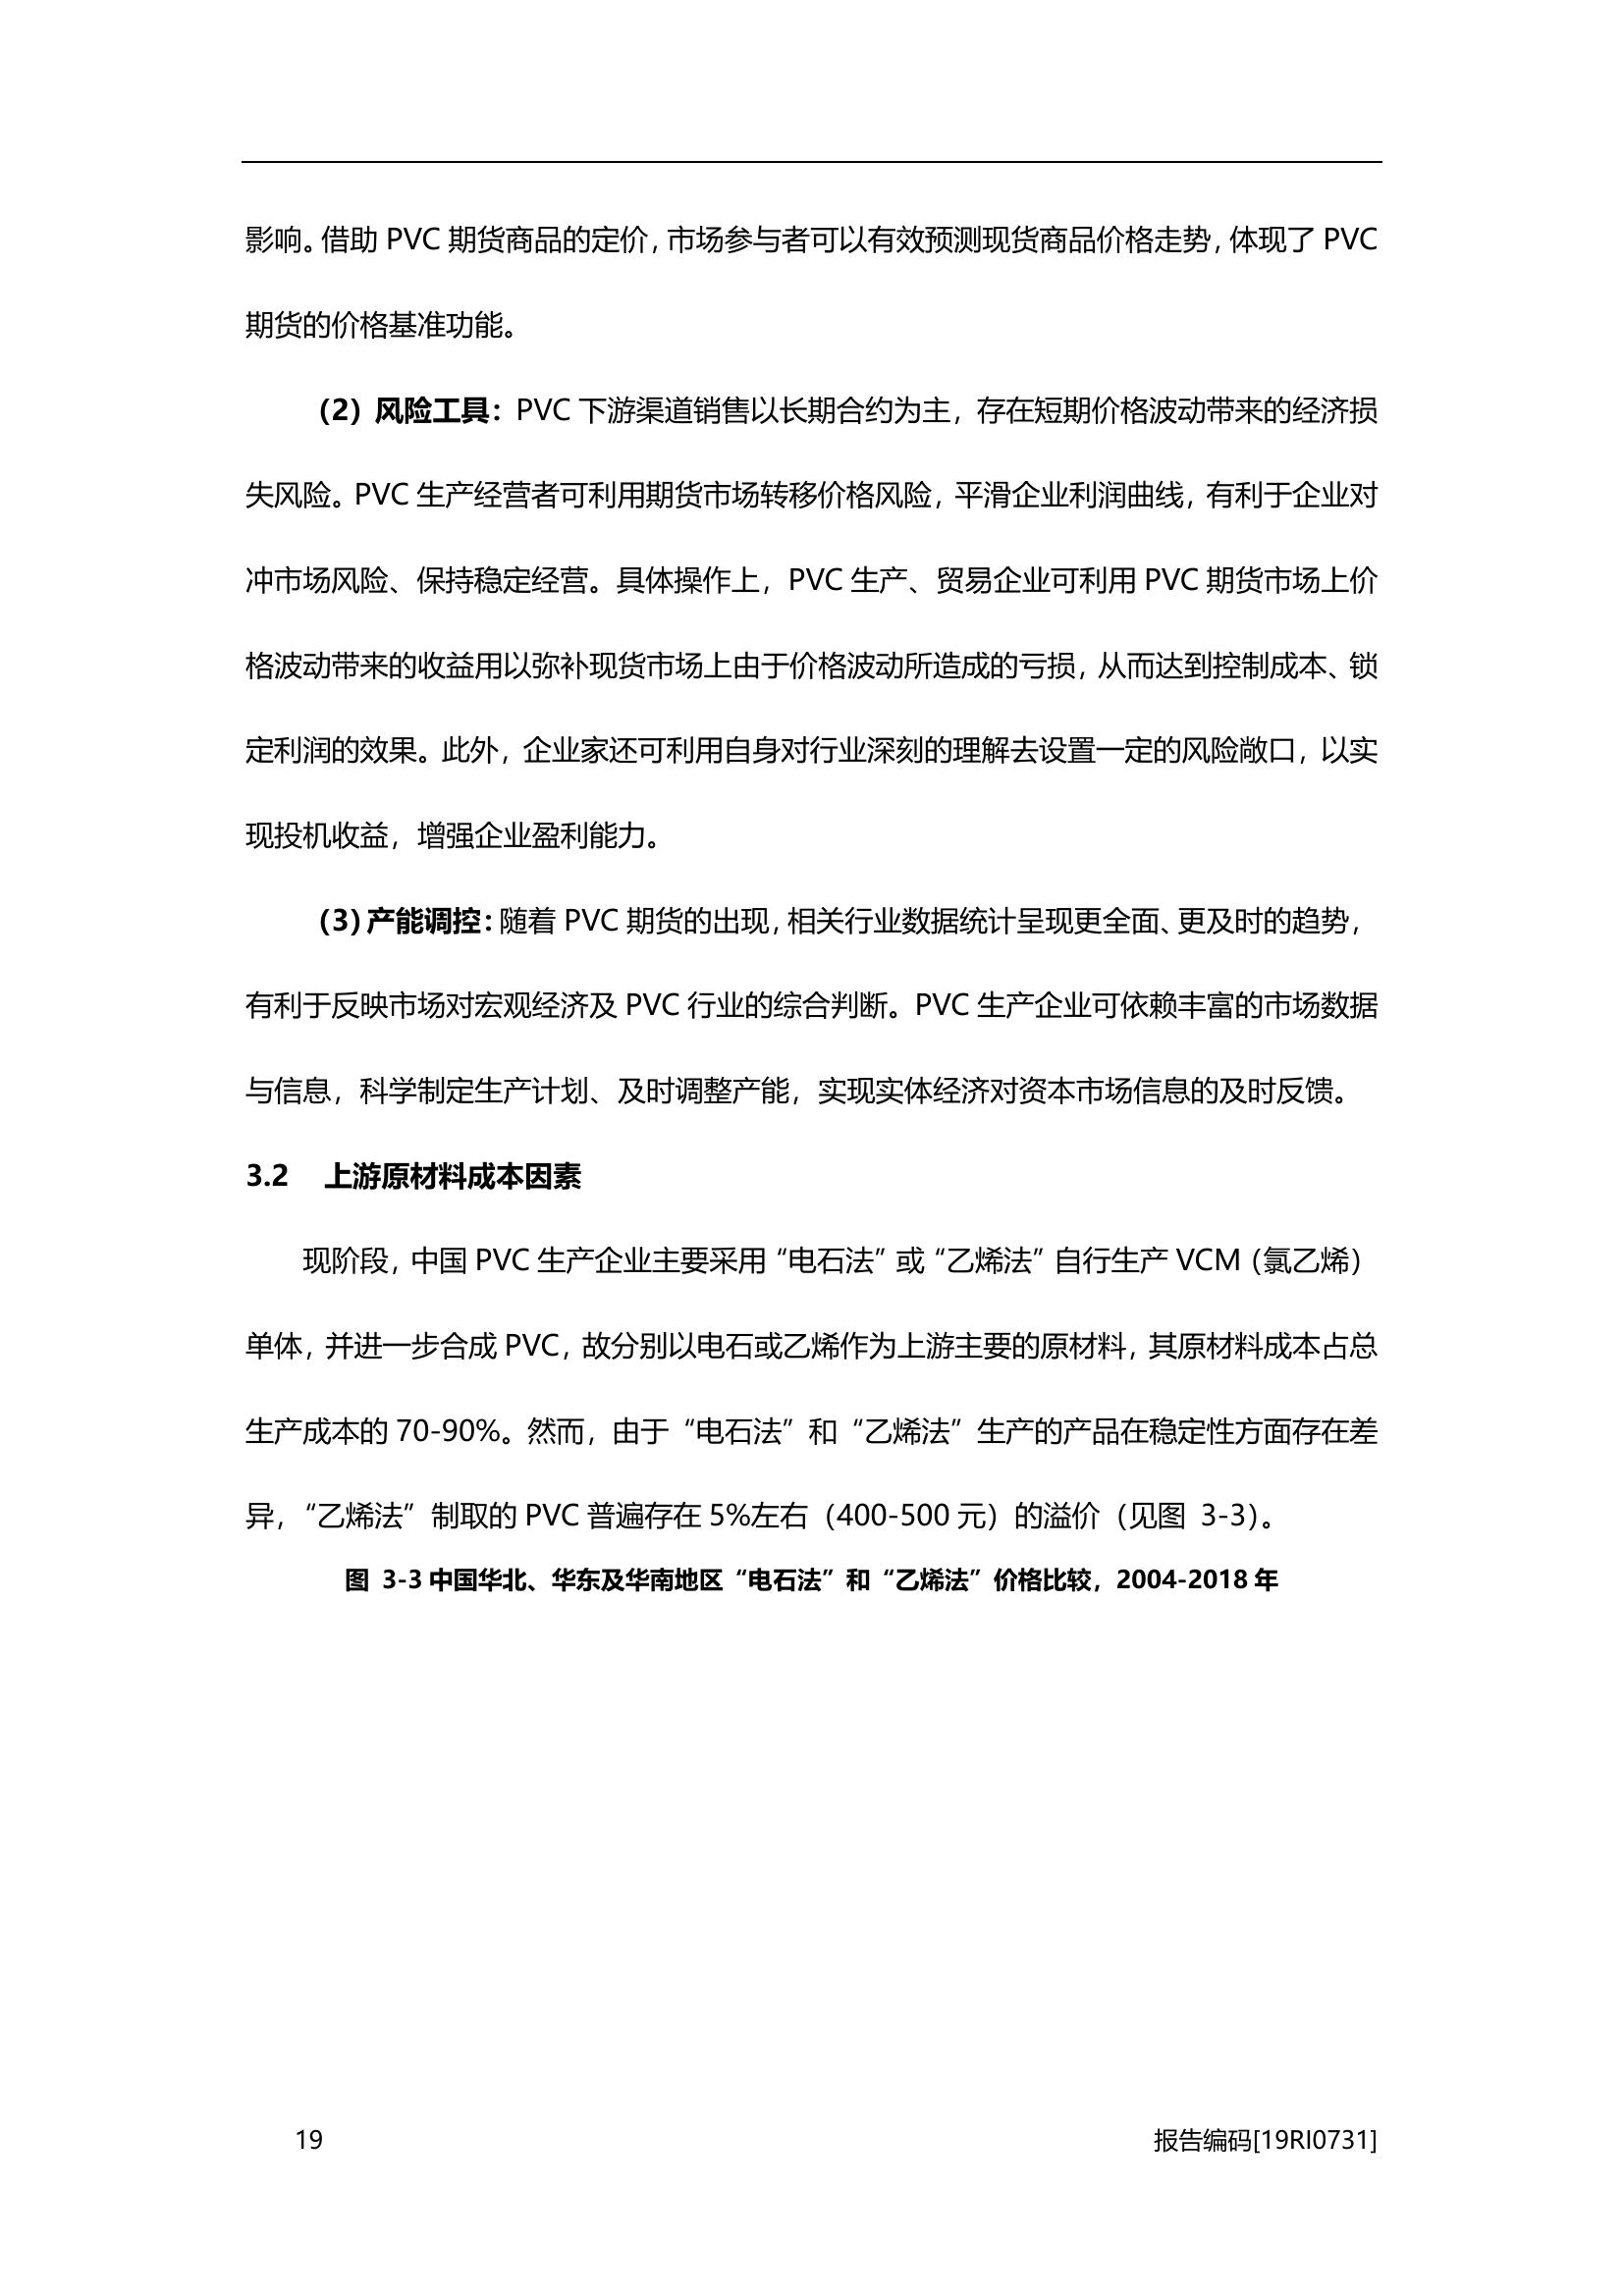 影响。借助 PVC 期货商品的定价，市场参与者可以有效预测现货商品价格走势，体现了 PVC
期货的价格基准功能。
（2）风险工具：PVC 下游渠道销售以长期合约为主，存在短期价格波动带来的经济损
失风险。PVC 生产经营者可利用期货市场转移价格风险，平滑企业利润曲线，有利于企业对
冲市场风险、保持稳定经营。具体操作上，PVC 生产、贸易企业可利用 PVC 期货市场上价
格波动带来的收益用以弥补现货市场上由于价格波动所造成的亏损，从而达到控制成本、锁
定利润的效果。此外，企业家还可利用自身对行业深刻的理解去设置一定的风险敞口，以实
现投机收益，增强企业盈利能力。
（3）产能调控：随着 PVC 期货的出现，相关行业数据统计呈现更全面、更及时的趋势，
有利于反映市场对宏观经济及 PVC 行业的综合判断。PVC 生产企业可依赖丰富的市场数据
与信息，科学制定生产计划、及时调整产能，实现实体经济对资本市场信息的及时反馈。
3.2 上游原材料成本因素
现阶段，中国 PVC 生产企业主要采用“电石法”或“乙烯法”自行生产 VCM（氯乙烯）
单体，并进一步合成 PVC，故分别以电石或乙烯作为上游主要的原材料，其原材料成本占总
生产成本的 70-90%。然而，由于“电石法”和“乙烯法”生产的产品在稳定性方面存在差
异，“乙烯法”制取的 PVC 普遍存在 5%左右（400-500 元）的溢价（见图 3-3）。
图 3-3 中国华北、华东及华南地区“电石法”和“乙烯法”价格比较，2004-2018 年
19 报告编码[19RI0731]